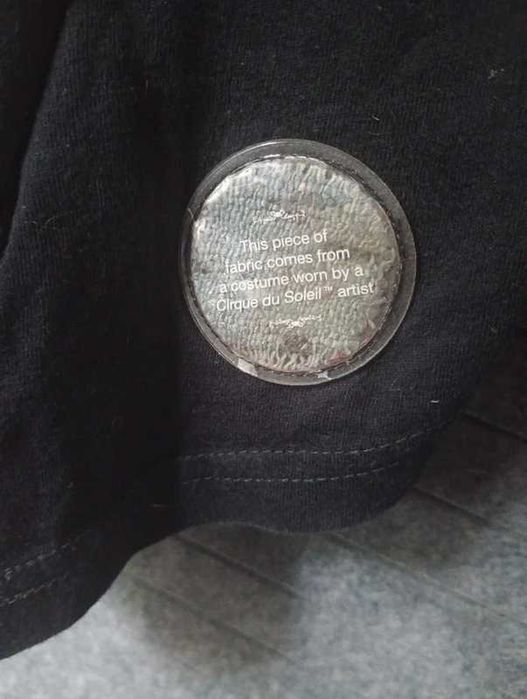 This piece of
fabric comes from
a costume worn by a
Cirque du Soleil™ artist